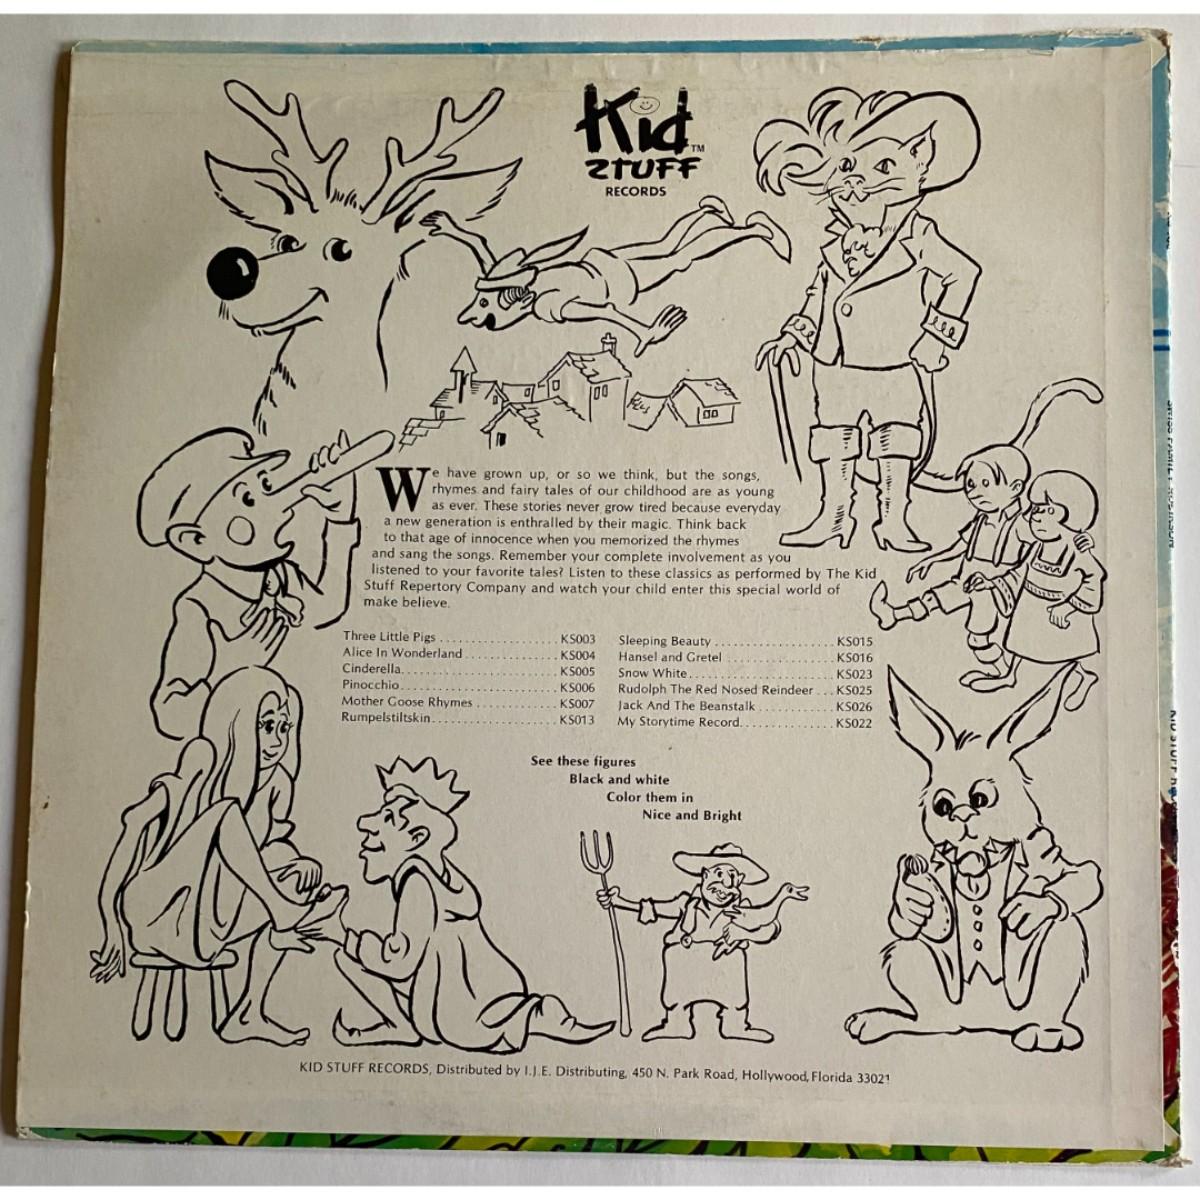 Kid
STUFF
TM
RECORDS
We have grown up, or so we think, but the songs,
rhymes and fairy tales of our childhood are as young
as ever. These stories never grow tired because everyday
a new generation is enthralled by their magic. Think back
to that age of innocence when you memorized the rhymes
and sang the songs. Remember your complete involvement as you
listened to your favorite tales? Listen to these classics as performed by The Kid
Stuff Repertory Company and watch your child enter this special world of
make believe.
Three Little Pigs .................. KS003
Alice In Wonderland .............. KS004
Cinderella........................ KS005
Pinocchio........................ KS006
Mother Goose Rhymes ............ KS007
Rumpelstiltskin................... KS013
Sleeping Beauty .................. KS015
Hansel and Gretel ................ KS016
Snow White...................... KS023
Rudolph The Red Nosed Reindeer ... KS025
Jack And The Beanstalk ........... KS026
My Storytime Record.............. KS022
See these figures
Black and white
Color them in
Nice and Bright
KID STUFF RECORDS, Distributed by I.J.E. Distributing, 450 N. Park Road, Hollywood, Florida 33021
KID STUFF